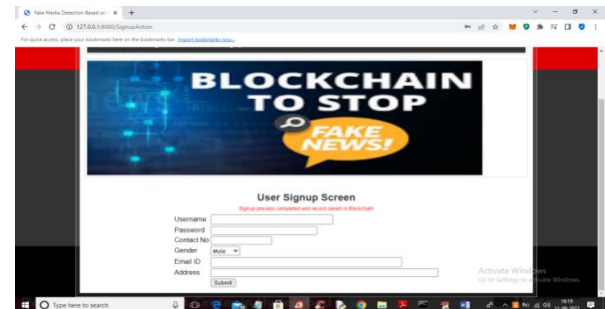 Fake Media Detection Based on
127.0.0.1:8000/SignupAction
For quick access, place your bookmarks here on the bookmarks bar. Import bookmarks now...
BLOCKCHAIN
TO STOP
FAKE
NEWS!
User Signup Screen
Signup process completed and record saved in Blockchain
Username
Password
Contact No
Gender
Male
Email ID
Address
Submit
Activate Windows
Go to Settings to activate Windows.
Type here to search
16:19